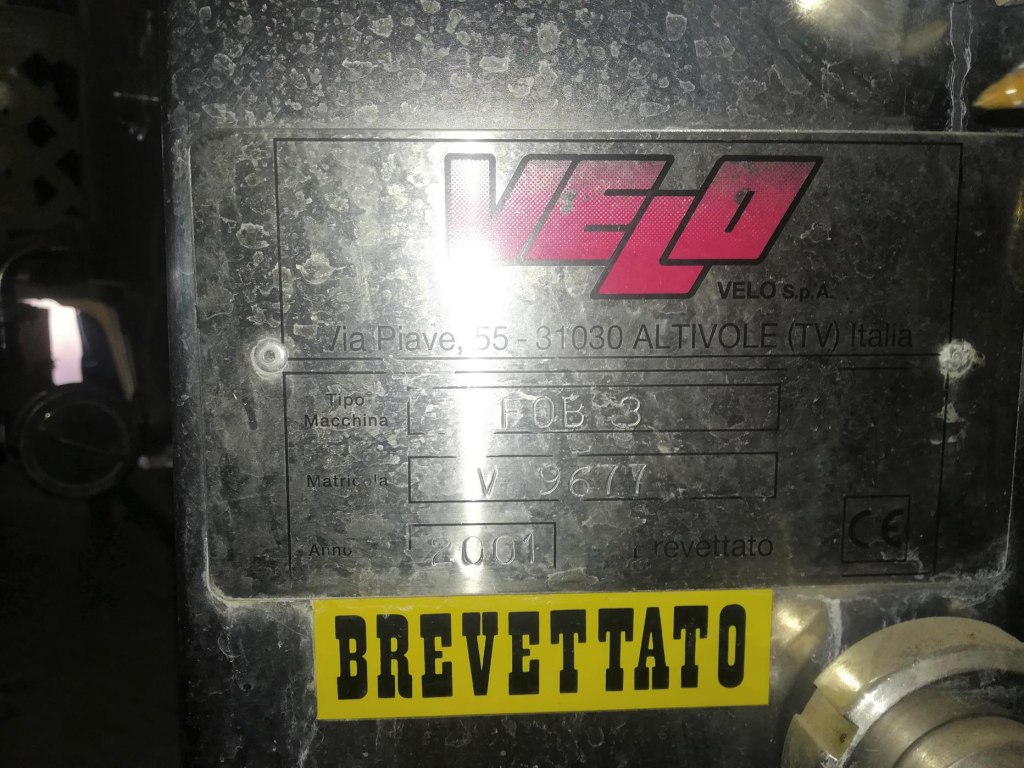 VELO
VELO S.p.A.
Via Piave, 55 - 31030 ALTIVOLE (TV) Italia
Tipo
Macchina
FOB 3
Matricola
V 9677
Anno
2001
Brevettato
CE
BREVETTATO